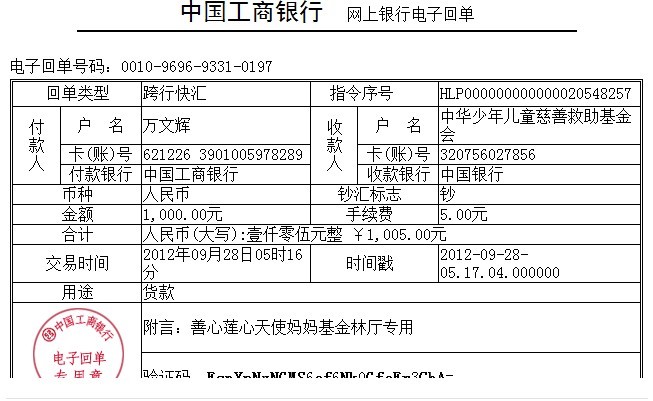 中国工商银行 网上银行电子回单
电子回单号码：0010-9696-9331-0197
回单类型 跨行快汇 指令序号 HLP000000000000020548257
付款人 户 名 万文辉 收款人 户 名 中华少年儿童慈善救助基金
会
卡(账)号 621226 3901005978289 卡(账)号 320756027856
付款银行 中国工商银行 收款银行 中国银行
币种 人民币 钞汇标志 钞
金额 1,000.00元 手续费 5.00元
合计 人民币(大写):壹仟零伍元整 ￥1,005.00元
交易时间 2012年09月28日05时16
分 时间戳 2012-09-28-
05.17.04.000000
用途 货款
中国工商银行
电子回单
专用章
附言：善心莲心天使妈妈基金林厅专用
验证码